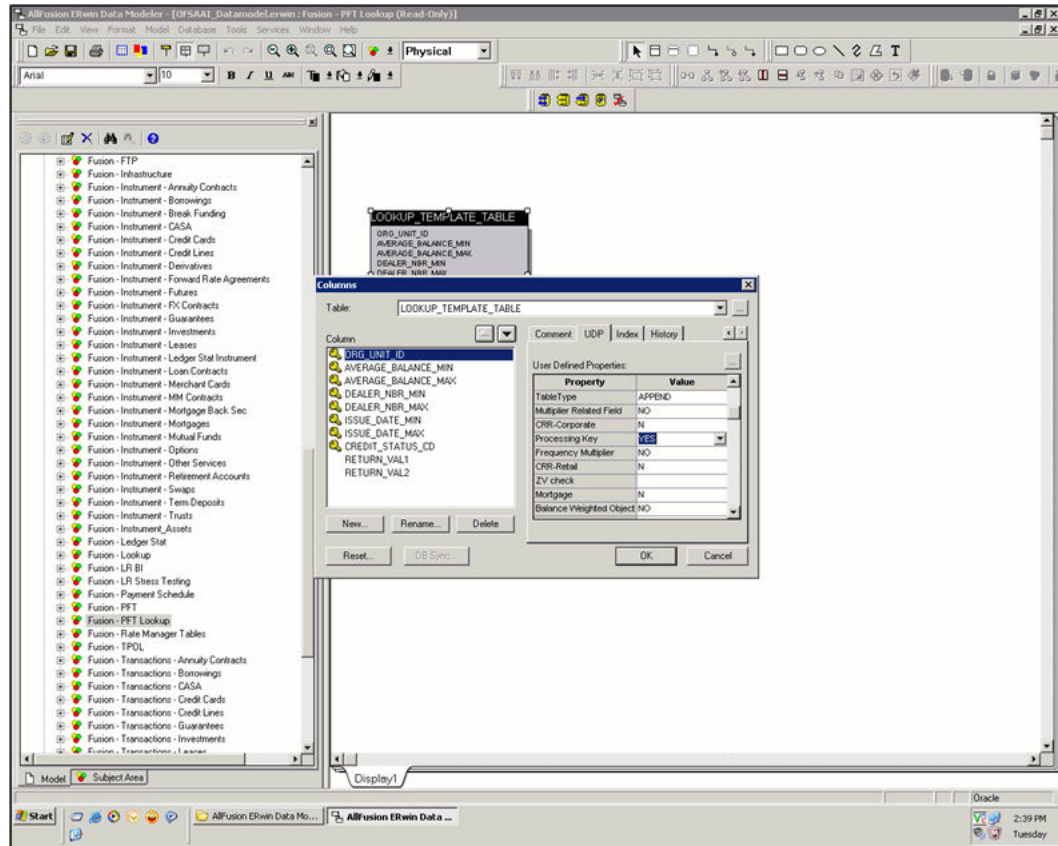 AllFusion ERwin Data Modeler - [OFSAAI_Datamodel.erwin : Fusion - PFT Lookup (Read-Only)]
File Edit View Format Model Database Tools Services Window Help
Physical
Arial 10 B I U
Fusion - FTP
Fusion - Infrastructure
Fusion - Instrument - Annuity Contracts
Fusion - Instrument - Borrowings
Fusion - Instrument - Break Funding
Fusion - Instrument - CASA
Fusion - Instrument - Credit Cards
Fusion - Instrument - Credit Lines
Fusion - Instrument - Derivatives
Fusion - Instrument - Forward Rate Agreements
Fusion - Instrument - Futures
Fusion - Instrument - FX Contracts
Fusion - Instrument - Guarantees
Fusion - Instrument - Investments
Fusion - Instrument - Leases
Fusion - Instrument - Ledger Stat Instrument
Fusion - Instrument - Loan Contracts
Fusion - Instrument - Merchant Cards
Fusion - Instrument - MM Contracts
Fusion - Instrument - Mortgage Back Sec
Fusion - Instrument - Mortgages
Fusion - Instrument - Mutual Funds
Fusion - Instrument - Options
Fusion - Instrument - Other Services
Fusion - Instrument - Retirement Accounts
Fusion - Instrument - Swaps
Fusion - Instrument - Term Deposits
Fusion - Instrument - Trusts
Fusion - Instrument_Assets
Fusion - Ledger Stat
Fusion - Lookup
Fusion - LR BI
Fusion - LR Stress Testing
Fusion - Payment Schedule
Fusion - PFT
Fusion - PFT Lookup
Fusion - Rate Manager Tables
Fusion - TPOL
Fusion - Transactions - Annuity Contracts
Fusion - Transactions - Borrowings
Fusion - Transactions - CASA
Fusion - Transactions - Credit Cards
Fusion - Transactions - Credit Lines
Fusion - Transactions - Guarantees
Fusion - Transactions - Investments
Fusion - Transactions - Leases
Model Subject Area
LOOKUP_TEMPLATE_TABLE
ORG_UNIT_ID
AVERAGE_BALANCE_MIN
AVERAGE_BALANCE_MAX
DEALER_NBR_MIN
DEALER_NBR_MAX
Columns
Table: LOOKUP_TEMPLATE_TABLE
Column
ORG_UNIT_ID
AVERAGE_BALANCE_MIN
AVERAGE_BALANCE_MAX
DEALER_NBR_MIN
DEALER_NBR_MAX
ISSUE_DATE_MIN
ISSUE_DATE_MAX
CREDIT_STATUS_CD
RETURN_VAL1
RETURN_VAL2
New... Rename... Delete
Reset... DB Sync...
Comment UDP Index History
User Defined Properties:
Property Value
TableType APPEND
Multiplier Related Field NO
CRR-Corporate N
Processing Key YES
Frequency Multiplier NO
CRR-Retail N
ZV check
Mortgage N
Balance Weighted Object NO
OK Cancel
Display1
Oracle
Start AllFusion ERwin Data Mo... AllFusion ERwin Data ... 2:39 PM
Tuesday